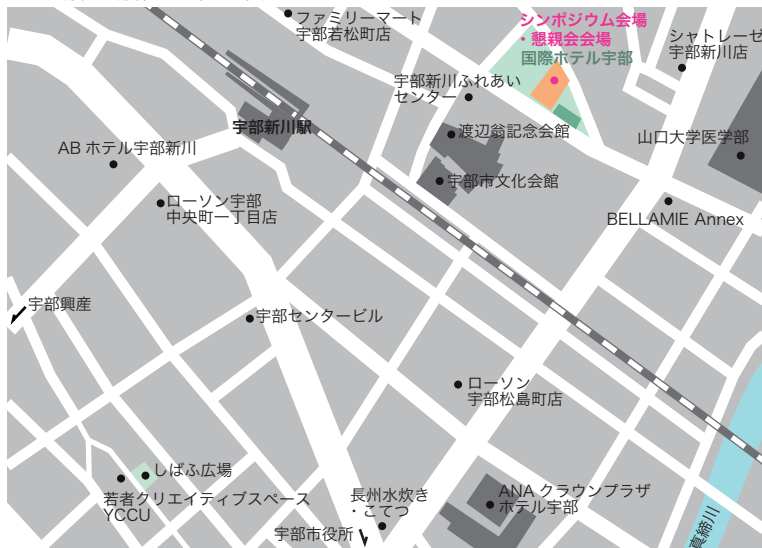 ファミリーマート
宇部若松町店
シンポジウム会場
・懇親会会場
国際ホテル宇部
シャトレーゼ
宇部新川店
宇部新川ふれあい
センター
宇部新川駅
渡辺翁記念会館
山口大学医学部
ABホテル宇部新川
宇部市文化会館
ローソン宇部
中央町一丁目店
BELLAMIE Annex
宇部興産
宇部センタービル
ローソン
宇部松島町店
しばふ広場
若者クリエイティブスペース
YCCU
長州水炊き
・こてつ
ANA クラウンプラザ
ホテル宇部
宇部市役所
真締川